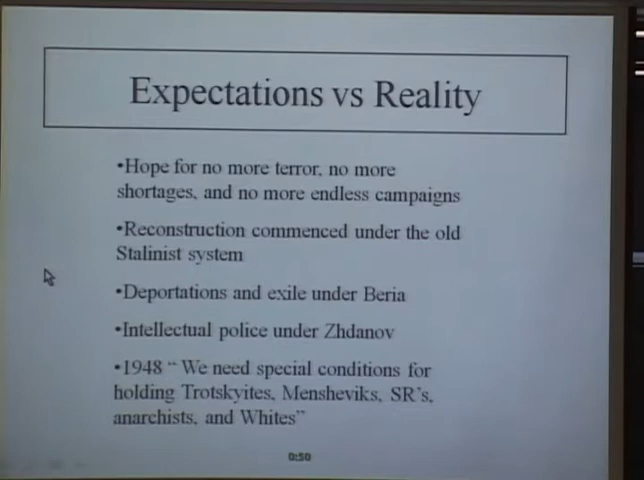 Expectations vs Reality
•Hope for no more terror, no more
shortages, and no more endless campaigns
•Reconstruction commenced under the old
Stalinist system
•Deportations and exile under Beria
•Intellectual police under Zhdanov
•1948 “ We need special conditions for
holding Trotskyites, Mensheviks, SR’s,
anarchists, and Whites”
0:50